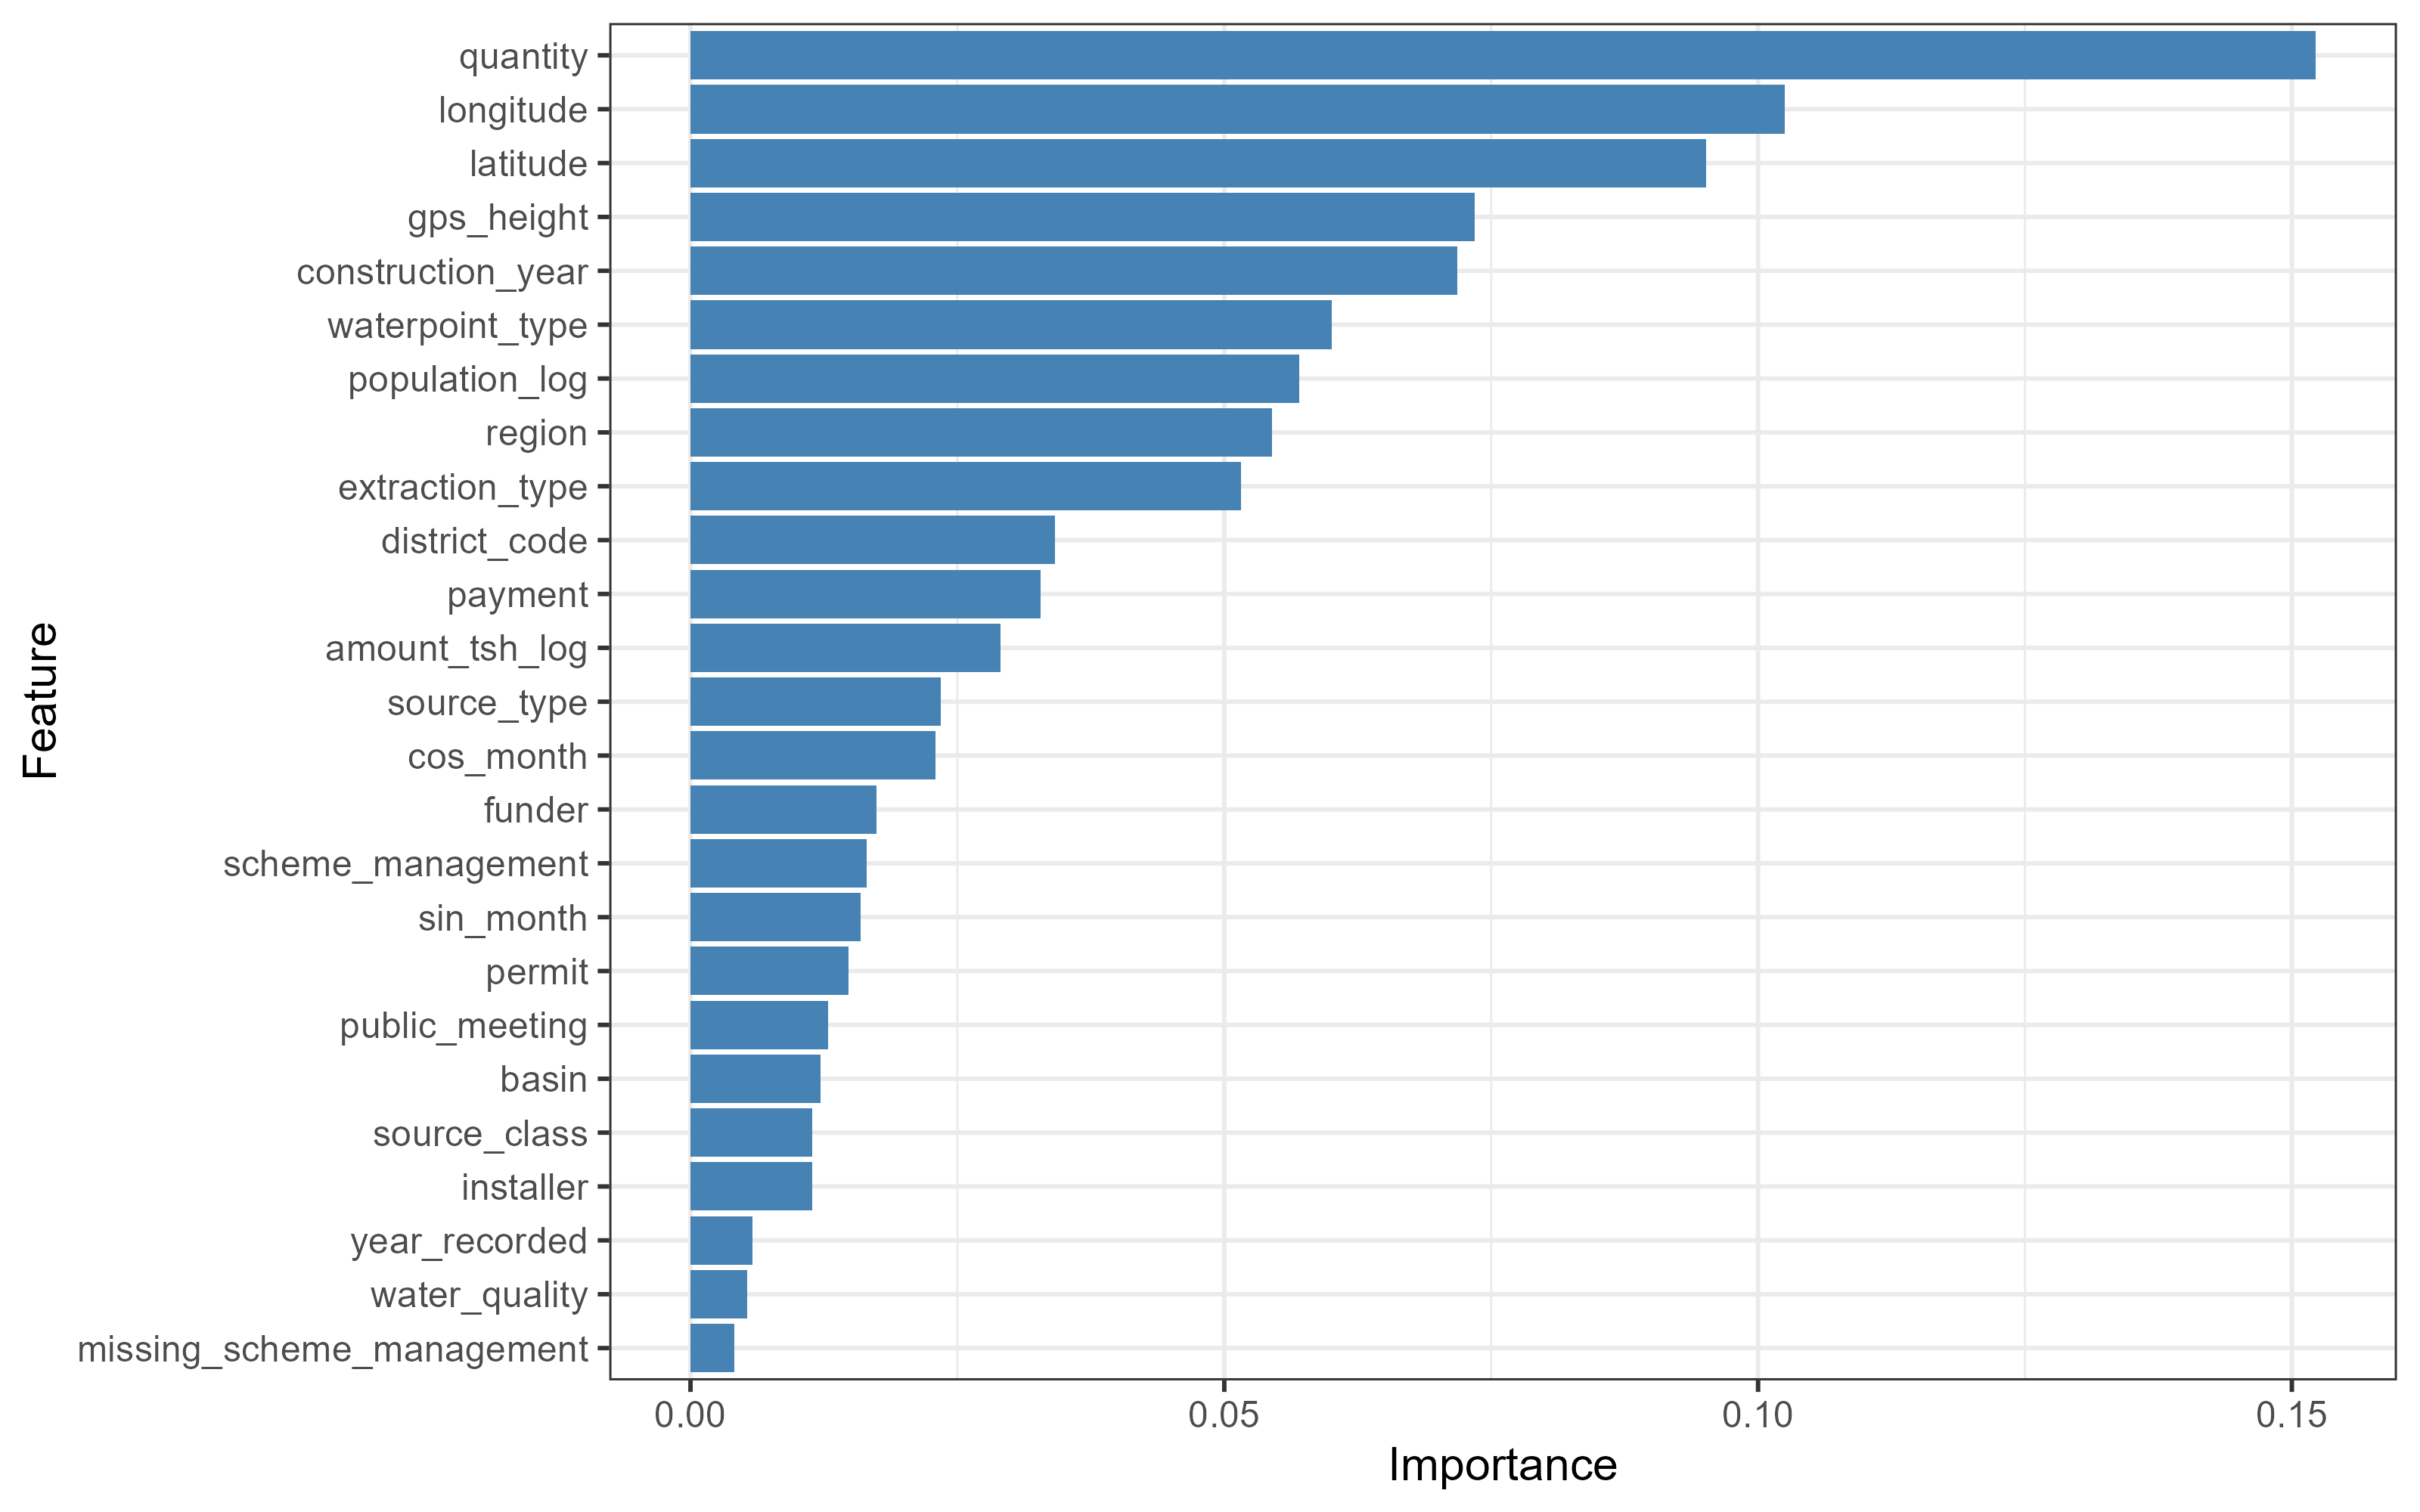 quantity
longitude
latitude
gps_height
construction_year
waterpoint_type
population_log
region
extraction_type
district_code
payment
amount_tsh_log
source_type
cos_month
funder
scheme_management
sin_month
permit
public_meeting
basin
source_class
installer
year_recorded
water_quality
missing_scheme_management
Feature
0.00 0.05 0.10 0.15
Importance